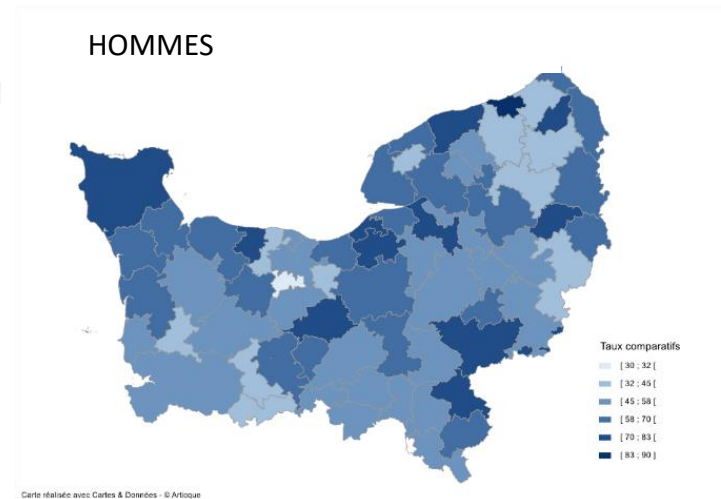 HOMMES
Taux comparatifs
[ 30 ; 32 [
[ 32 ; 45 [
[ 45 ; 58 [
[ 58 ; 70 [
[ 70 ; 83 [
[ 83 ; 90 ]
Carte réalisée avec Cartes & Données - © Artique